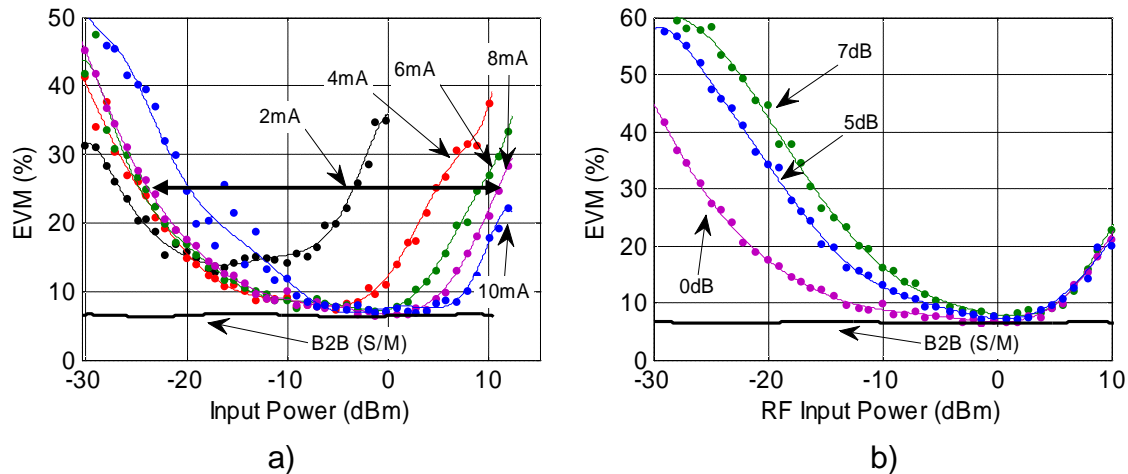 50
40
30
20
10
0
EVM (%)
-30
-20
-10
0
10
Input Power (dBm)
2mA
4mA
6mA
8mA
10mA
B2B (S/M)
a)
60
50
40
30
20
10
0
EVM (%)
-30
-20
-10
0
10
RF Input Power (dBm)
7dB
5dB
0dB
B2B (S/M)
b)